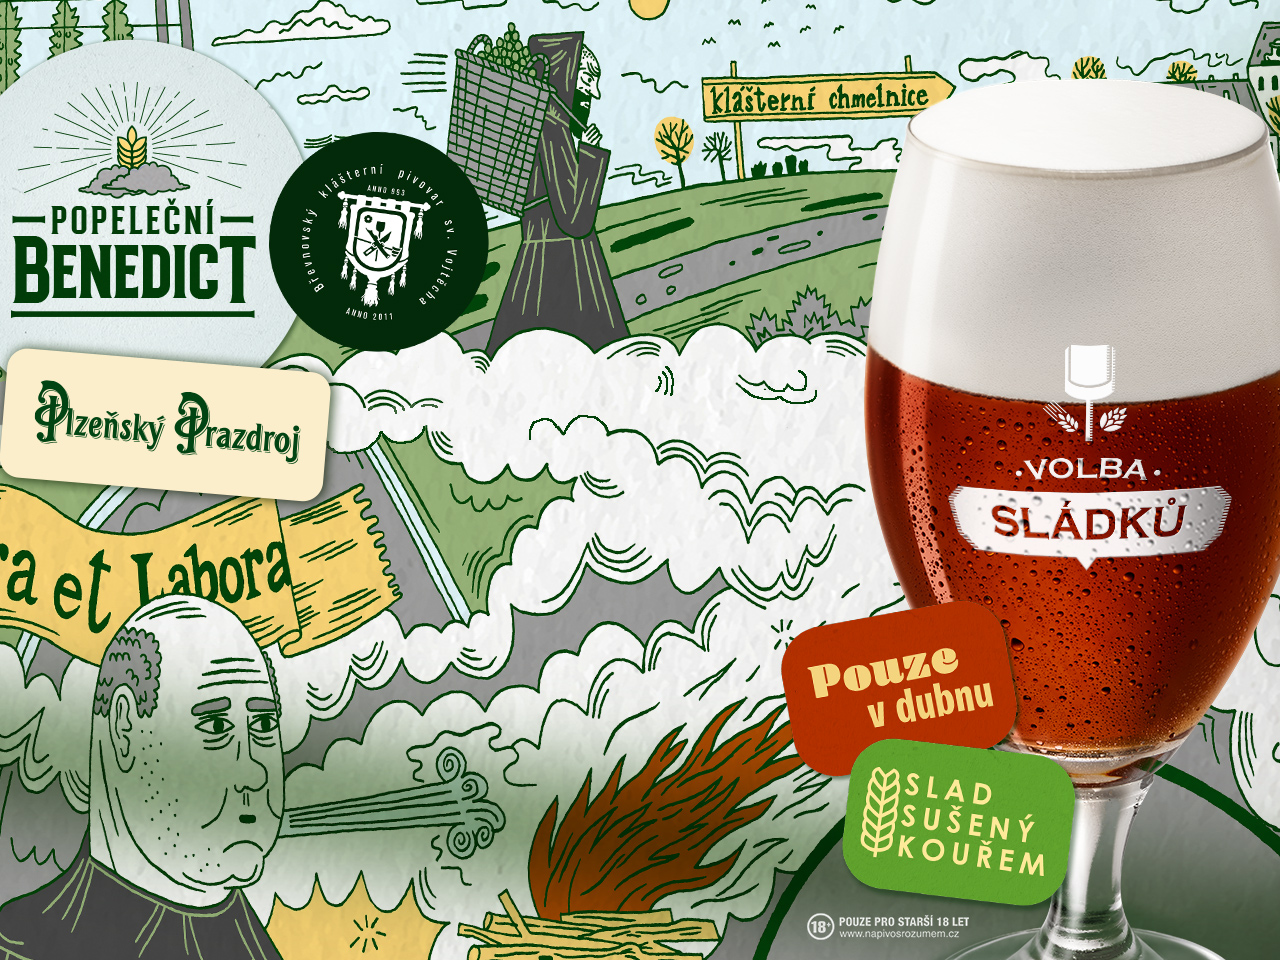 klášterní chmelnice
POPELEČNÍ
BENEDICT
Břevnovský klášterní pivovar sv. Vojtěcha
ANNO 993
ANNO 2011
Plzeňský Prazdroj
ra et Labora
VOLBA
SLÁDKŮ
Pouze
v dubnu
SLAD
SUŠENÝ
KOUŘEM
18+
POUZE PRO STARŠÍ 18 LET
www.napivosrozumem.cz